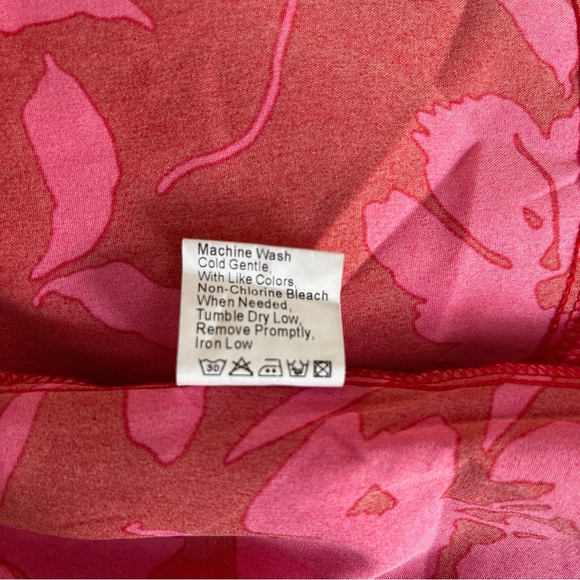 Machine Wash
Cold Gentle,
With Like Colors,
Non-Chlorine Bleach
When Needed,
Tumble Dry Low,
Remove Promptly,
Iron Low
30